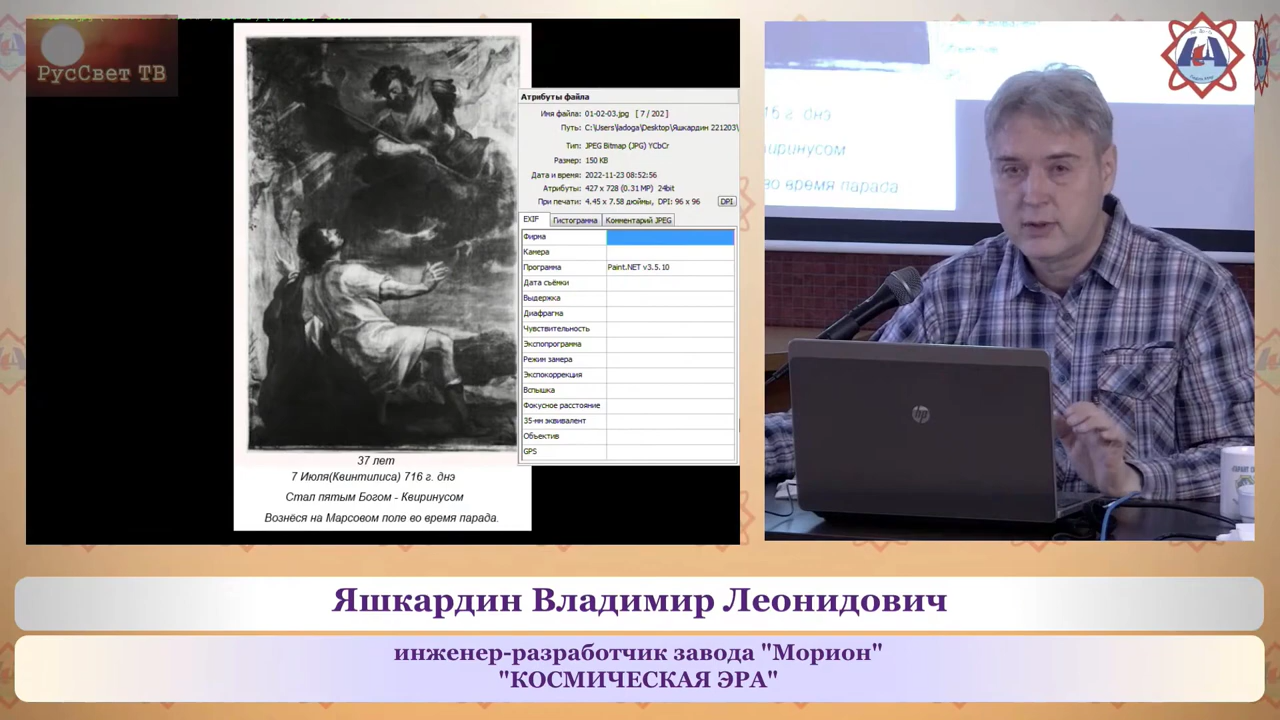 РусСвет ТВ
Атрибуты файла
Имя файла: 01-02-03.jpg [ 7 / 202 ]
Путь: C:\Users\ladoga\Desktop\Яшкардин 221203\
Тип: JPEG Bitmap (JPG) YCbCr
Размер: 150 KB
Дата и время: 2022-11-23 08:52:56
Атрибуты: 427 x 728 (0.31 MP) 24bit
При печати: 4.45 x 7.58 дюймы, DPI: 96 x 96 DPI
EXIF Гистограмма Комментарий JPEG
Фирма
Камера
Программа Paint.NET v3.5.10
Дата съёмки
Выдержка
Диафрагма
Чувствительность
Экспопрограмма
Режим замера
Экспокоррекция
Вспышка
Фокусное расстояние
35-мм эквивалент
Объектив
GPS
37 лет
7 Июля(Квинтилиса) 716 г. днэ
Стал пятым Богом - Квиринусом
Вознёся на Марсовом поле во время парада.
г. днэ
во время парада
hp
Яшкардин Владимир Леонидович
инженер-разработчик завода "Морион"
"КОСМИЧЕСКАЯ ЭРА"